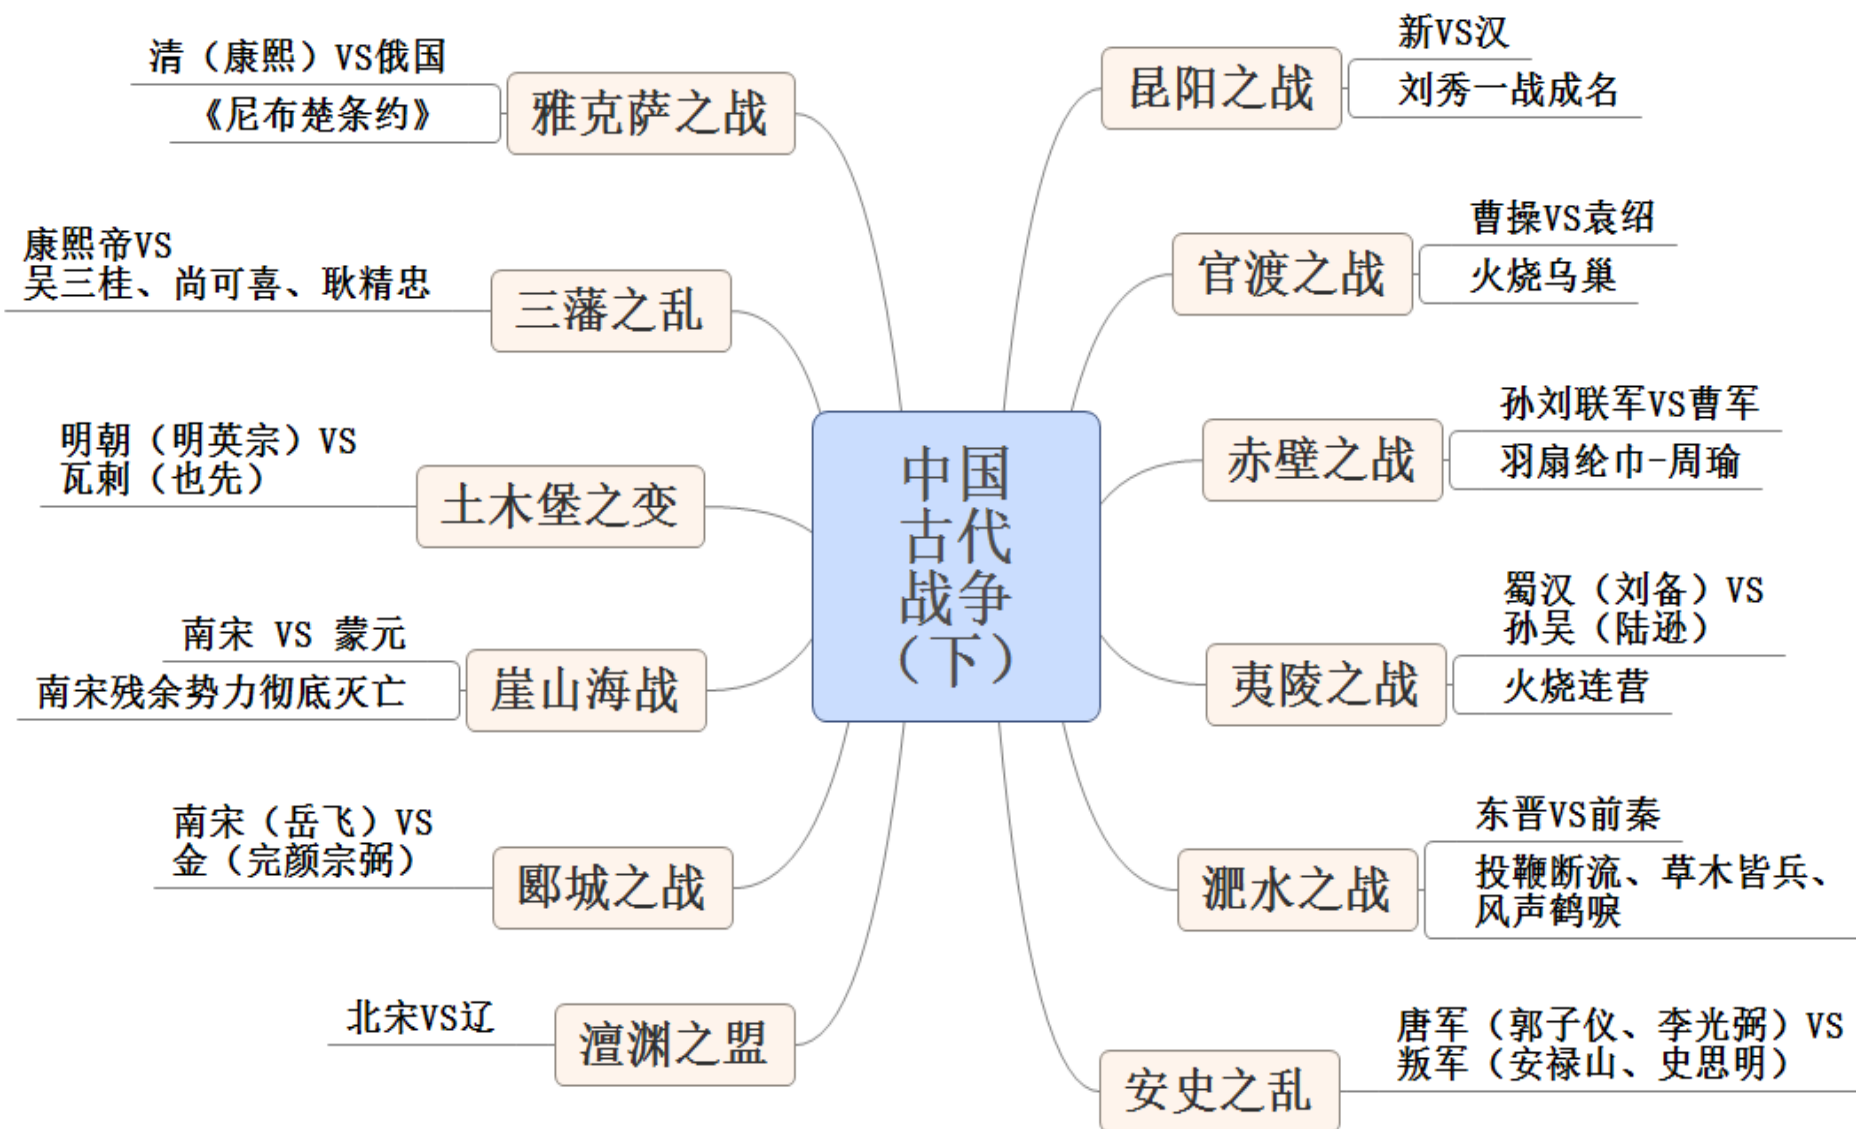 中国
古代
战争
（下）
昆阳之战
新VS汉
刘秀一战成名
官渡之战
曹操VS袁绍
火烧乌巢
赤壁之战
孙刘联军VS曹军
羽扇纶巾-周瑜
夷陵之战
蜀汉（刘备）VS
孙吴（陆逊）
火烧连营
淝水之战
东晋VS前秦
投鞭断流、草木皆兵、
风声鹤唳
安史之乱
唐军（郭子仪、李光弼）VS
叛军（安禄山、史思明）
雅克萨之战
清（康熙）VS俄国
《尼布楚条约》
三藩之乱
康熙帝VS
吴三桂、尚可喜、耿精忠
土木堡之变
明朝（明英宗）VS
瓦剌（也先）
崖山海战
南宋 VS 蒙元
南宋残余势力彻底灭亡
郾城之战
南宋（岳飞）VS
金（完颜宗弼）
澶渊之盟
北宋VS辽